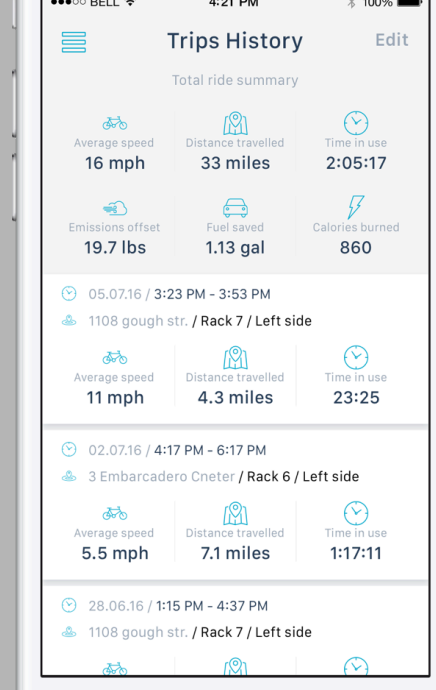 BELL 4:21 PM 100%
Trips History Edit
Total ride summary
Average speed Distance travelled Time in use
16 mph 33 miles 2:05:17
Emissions offset Fuel saved Calories burned
19.7 lbs 1.13 gal 860
05.07.16 / 3:23 PM - 3:53 PM
1108 gough str. / Rack 7 / Left side
Average speed Distance travelled Time in use
11 mph 4.3 miles 23:25
02.07.16 / 4:17 PM - 6:17 PM
3 Embarcadero Cneter / Rack 6 / Left side
Average speed Distance travelled Time in use
5.5 mph 7.1 miles 1:17:11
28.06.16 / 1:15 PM - 4:37 PM
1108 gough str. / Rack 7 / Left side